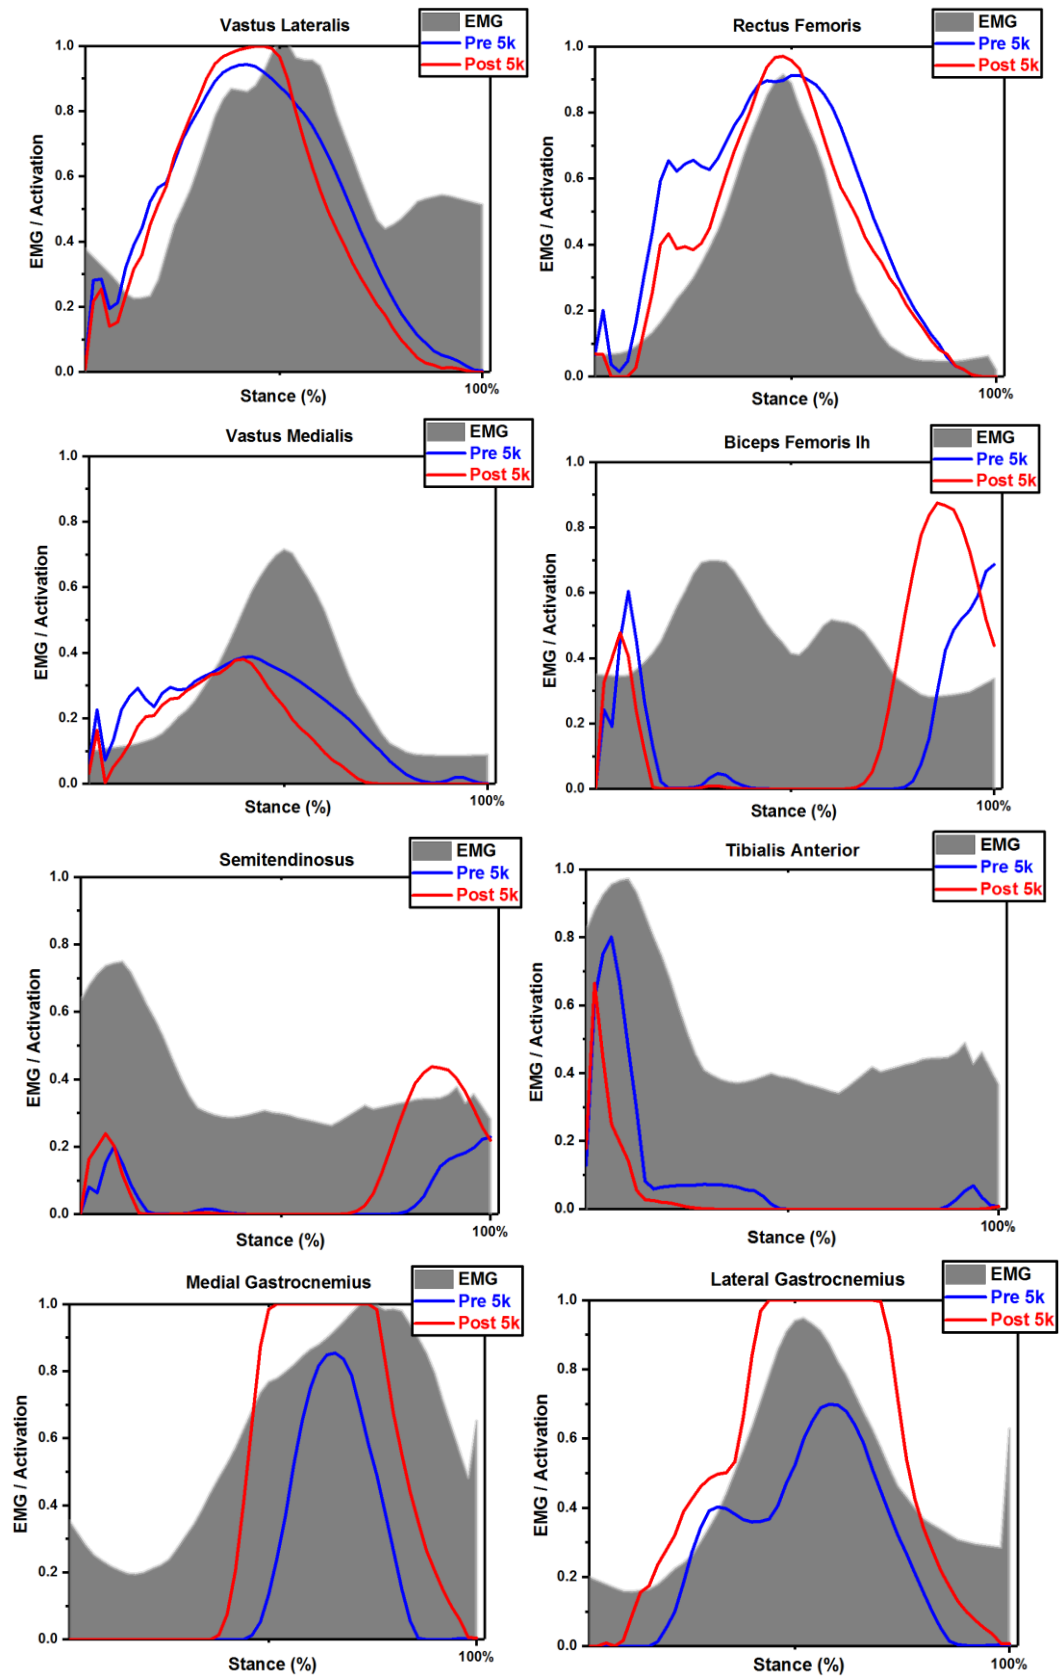 Vastus Lateralis
EMG
Pre 5k
Post 5k
1.0
0.8
0.6
0.4
0.2
0.0
EMG / Activation
100%
Stance (%)
Rectus Femoris
EMG
Pre 5k
Post 5k
1.0
0.8
0.6
0.4
0.2
0.0
EMG / Activation
100%
Stance (%)
Vastus Medialis
EMG
Pre 5k
Post 5k
1.0
0.8
0.6
0.4
0.2
0.0
EMG / Activation
100%
Stance (%)
Biceps Femoris lh
EMG
Pre 5k
Post 5k
1.0
0.8
0.6
0.4
0.2
0.0
EMG / Activation
100%
Stance (%)
Semitendinosus
EMG
Pre 5k
Post 5k
1.0
0.8
0.6
0.4
0.2
0.0
EMG / Activation
100%
Stance (%)
Tibialis Anterior
EMG
Pre 5k
Post 5k
1.0
0.8
0.6
0.4
0.2
0.0
EMG / Activation
100%
Stance (%)
Medial Gastrocnemius
EMG
Pre 5k
Post 5k
1.0
0.8
0.6
0.4
0.2
0.0
EMG / Activation
100%
Stance (%)
Lateral Gastrocnemius
EMG
Pre 5k
Post 5k
1.0
0.8
0.6
0.4
0.2
0.0
EMG / Activation
100%
Stance (%)